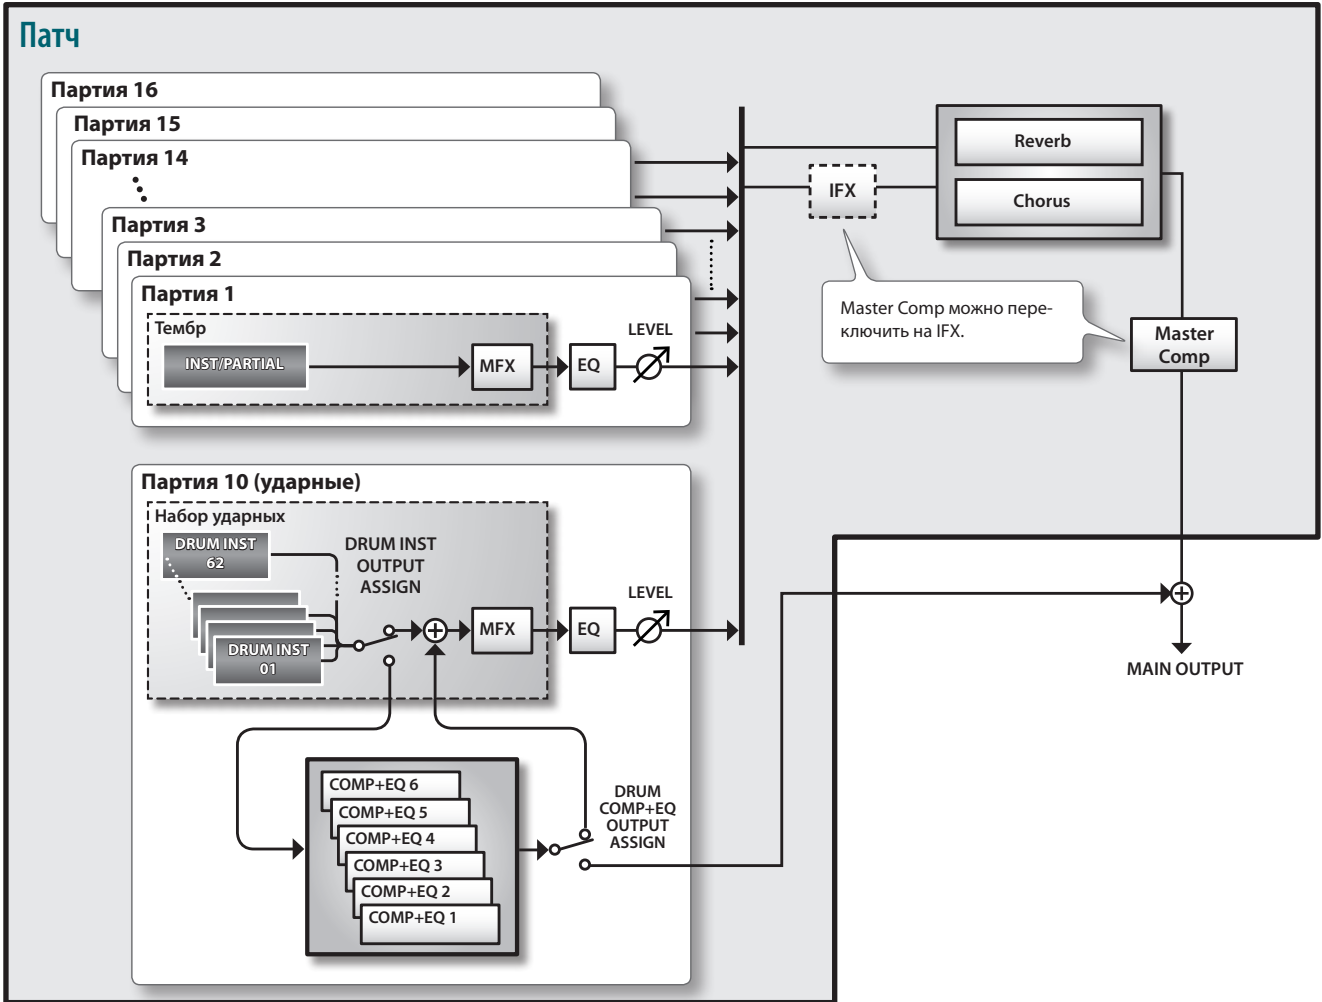 Патч
Партия 16
Партия 15
Партия 14
Партия 3
Партия 2
Партия 1
Тембр
INST/PARTIAL
MFX
EQ
LEVEL
Reverb
IFX
Chorus
Master Comp можно пере-
ключить на IFX.
Master
Comp
Партия 10 (ударные)
Набор ударных
DRUM INST
62
DRUM INST
OUTPUT
ASSIGN
DRUM INST
01
MFX
EQ
LEVEL
MAIN OUTPUT
COMP+EQ 6
COMP+EQ 5
COMP+EQ 4
COMP+EQ 3
COMP+EQ 2
COMP+EQ 1
DRUM
COMP+EQ
OUTPUT
ASSIGN